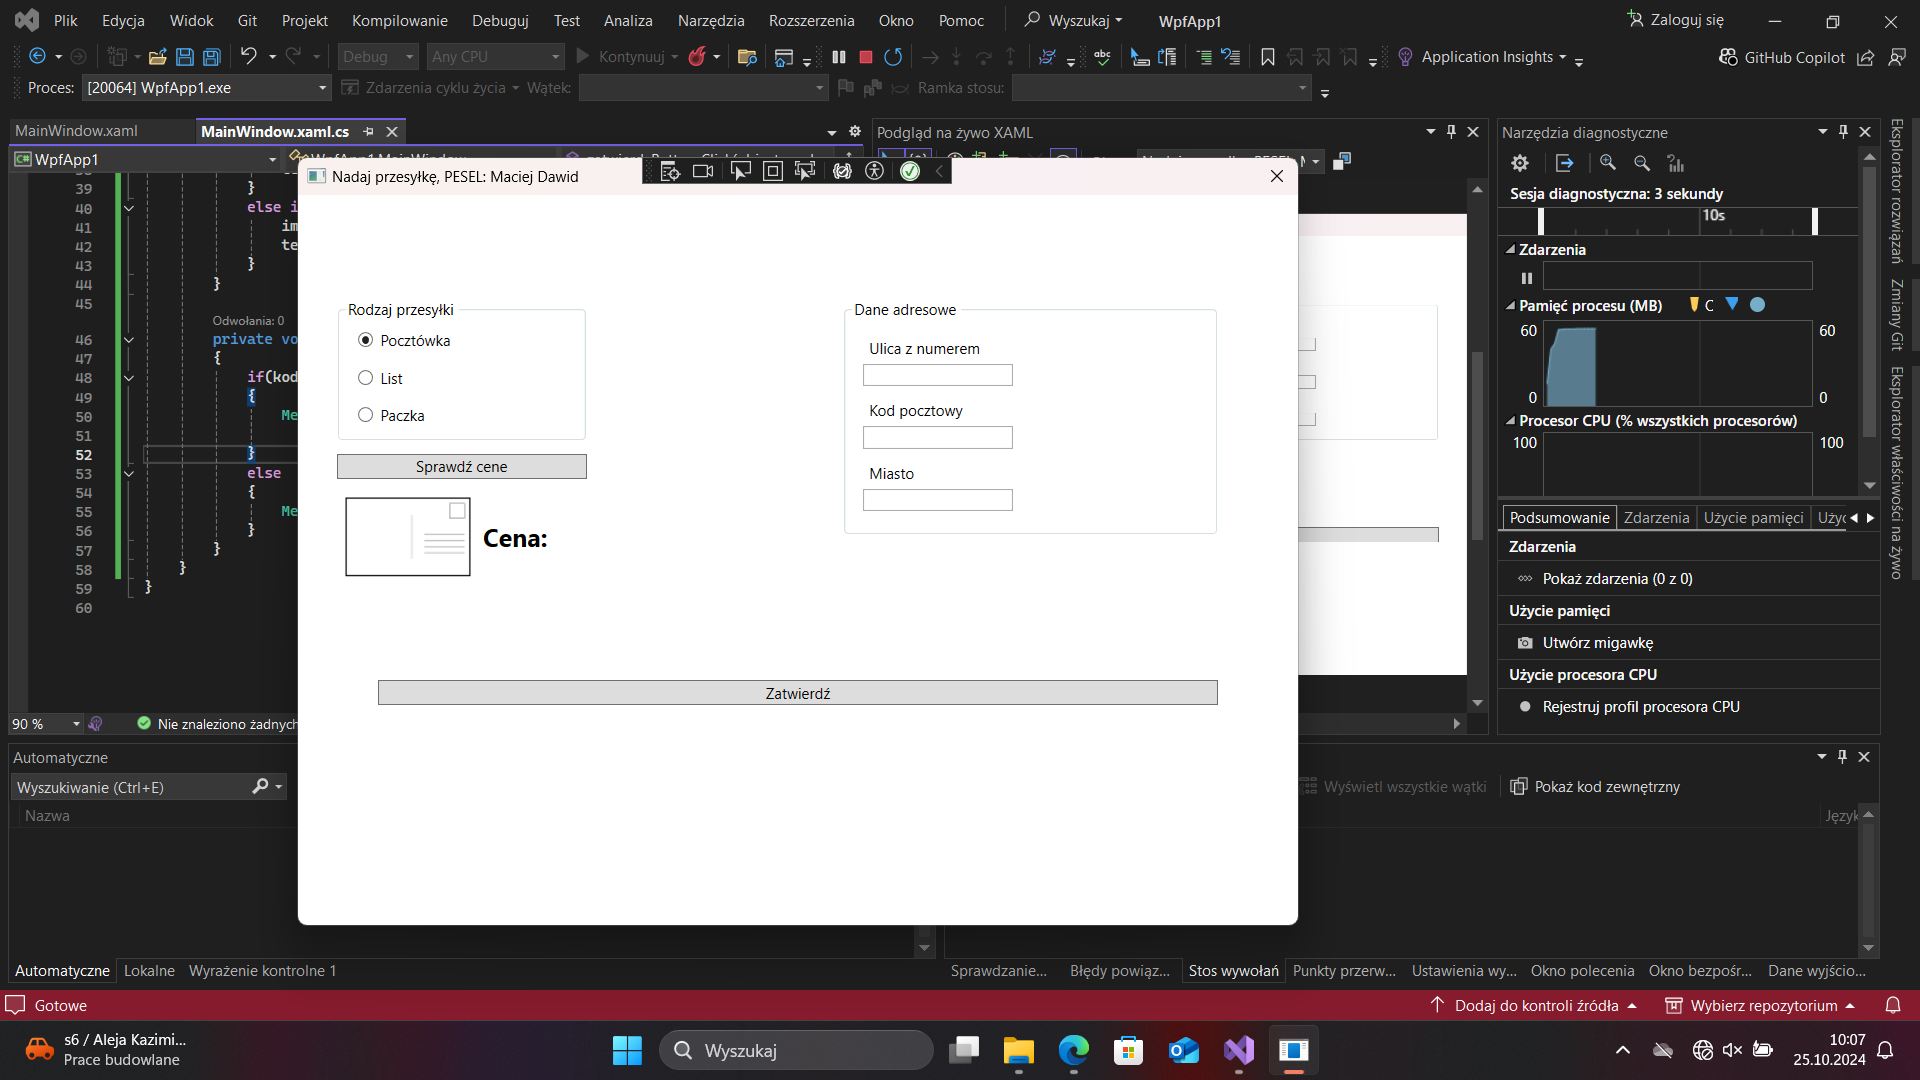 Plik Edycja Widok Git Projekt Kompilowanie Debuguj Test Analiza Narzędzia Rozszerzenia Okno Pomoc Wyszukaj WpfApp1 Zaloguj się
Debug Any CPU Kontynuuj Application Insights GitHub Copilot
Proces: [20064] WpfApp1.exe Zdarzenia cyklu życia Wątek: Ramka stosu:
MainWindow.xaml MainWindow.xaml.cs
WpfApp1
39 }
40 else i
41 im
42 te
43 }
44 }
45
Odwołania: 0
46 private vo
47 {
48 if(kod
49 {
50 Me
51
52 }
53 else
54 {
55 Me
56 }
57 }
58 }
59 }
60
90 % Nie znaleziono żadnych
Nadaj przesyłkę, PESEL: Maciej Dawid
Rodzaj przesyłki
Pocztówka
List
Paczka
Sprawdź cene
Cena:
Dane adresowe
Ulica z numerem
Kod pocztowy
Miasto
Zatwierdź
Podgląd na żywo XAML
Narzędzia diagnostyczne
Sesja diagnostyczna: 3 sekundy
10s
Zdarzenia
Pamięć procesu (MB) C
60 60
0 0
Procesor CPU (% wszystkich procesorów)
100 100
Podsumowanie Zdarzenia Użycie pamięci Użyc
Zdarzenia
Pokaż zdarzenia (0 z 0)
Użycie pamięci
Utwórz migawkę
Użycie procesora CPU
Rejestruj profil procesora CPU
Eksplorator rozwiązań
Zmiany Git
Eksplorator właściwości na żywo
Automatyczne
Wyszukiwanie (Ctrl+E)
Nazwa
Wyświetl wszystkie wątki Pokaż kod zewnętrzny
Język
Automatyczne Lokalne Wyrażenie kontrolne 1
Sprawdzanie... Błędy powiąz... Stos wywołań Punkty przerw... Ustawienia wy... Okno polecenia Okno bezpośr... Dane wyjścio...
Gotowe Dodaj do kontroli źródła Wybierz repozytorium
s6 / Aleja Kazimi...
Prace budowlane
Wyszukaj
10:07
25.10.2024